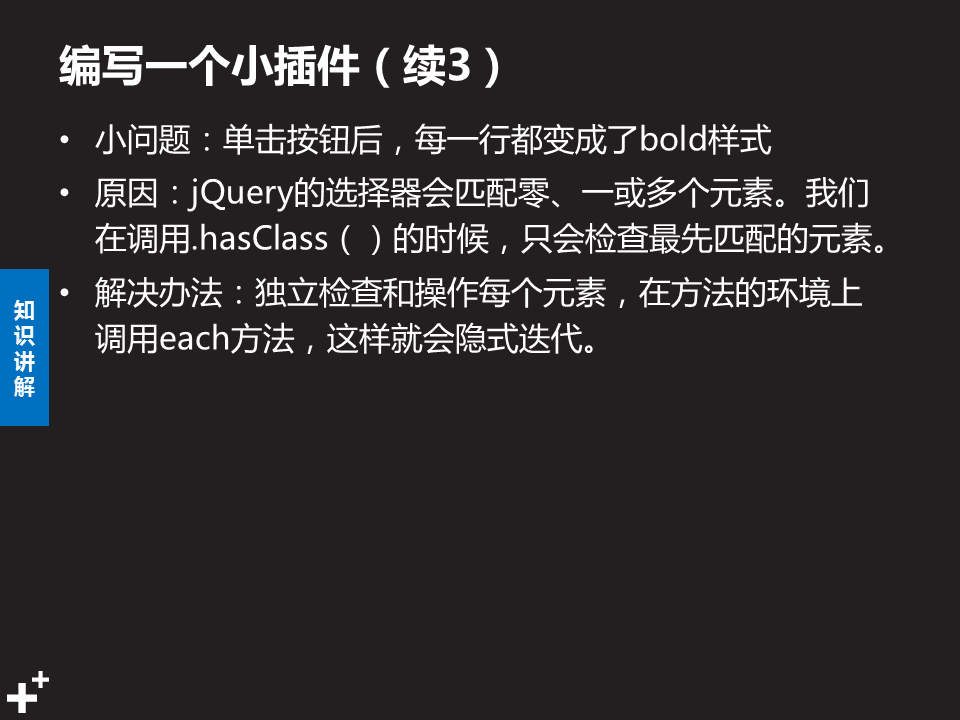 编写一个小插件（续3）
• 小问题：单击按钮后，每一行都变成了bold样式
• 原因：jQuery的选择器会匹配零、一或多个元素。我们
在调用.hasClass（ ）的时候，只会检查最先匹配的元素。
• 解决办法：独立检查和操作每个元素，在方法的环境上
调用each方法，这样就会隐式迭代。
知
识
讲
解